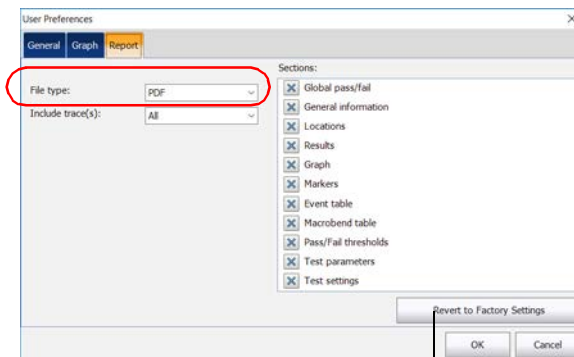 User Preferences
General Graph Report
Sections:
File type: PDF
Include trace(s): All
Global pass/fail
General information
Locations
Results
Graph
Markers
Event table
Macrobend table
Pass/Fail thresholds
Test parameters
Test settings
Revert to Factory Settings
OK Cancel